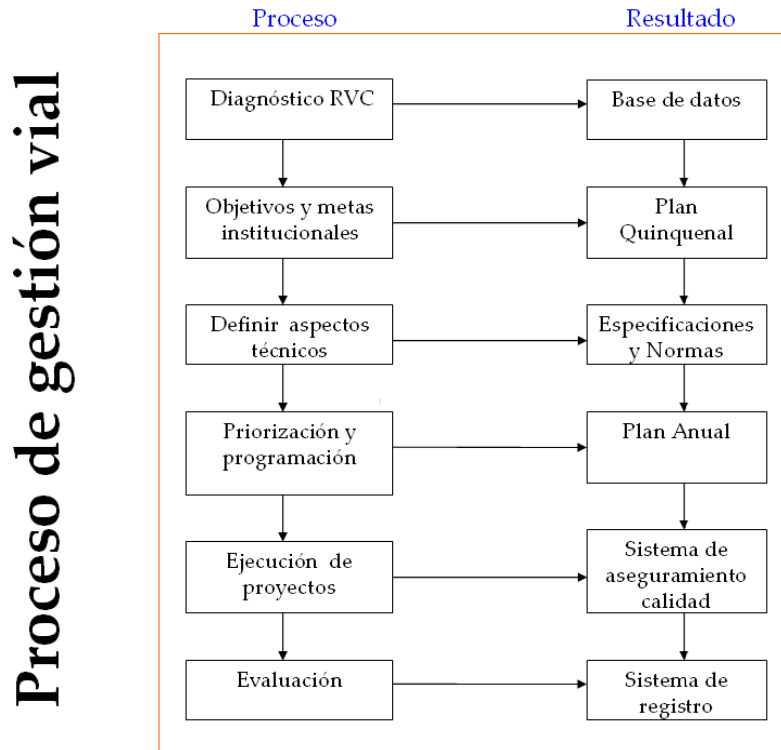 Proceso de gestión vial
Proceso
Resultado
Diagnóstico RVC
Base de datos
Objetivos y metas
institucionales
Plan
Quinquenal
Definir aspectos
técnicos
Especificaciones
y Normas
Priorización y
programación
Plan Anual
Ejecución de
proyectos
Sistema de
aseguramiento
calidad
Evaluación
Sistema de
registro